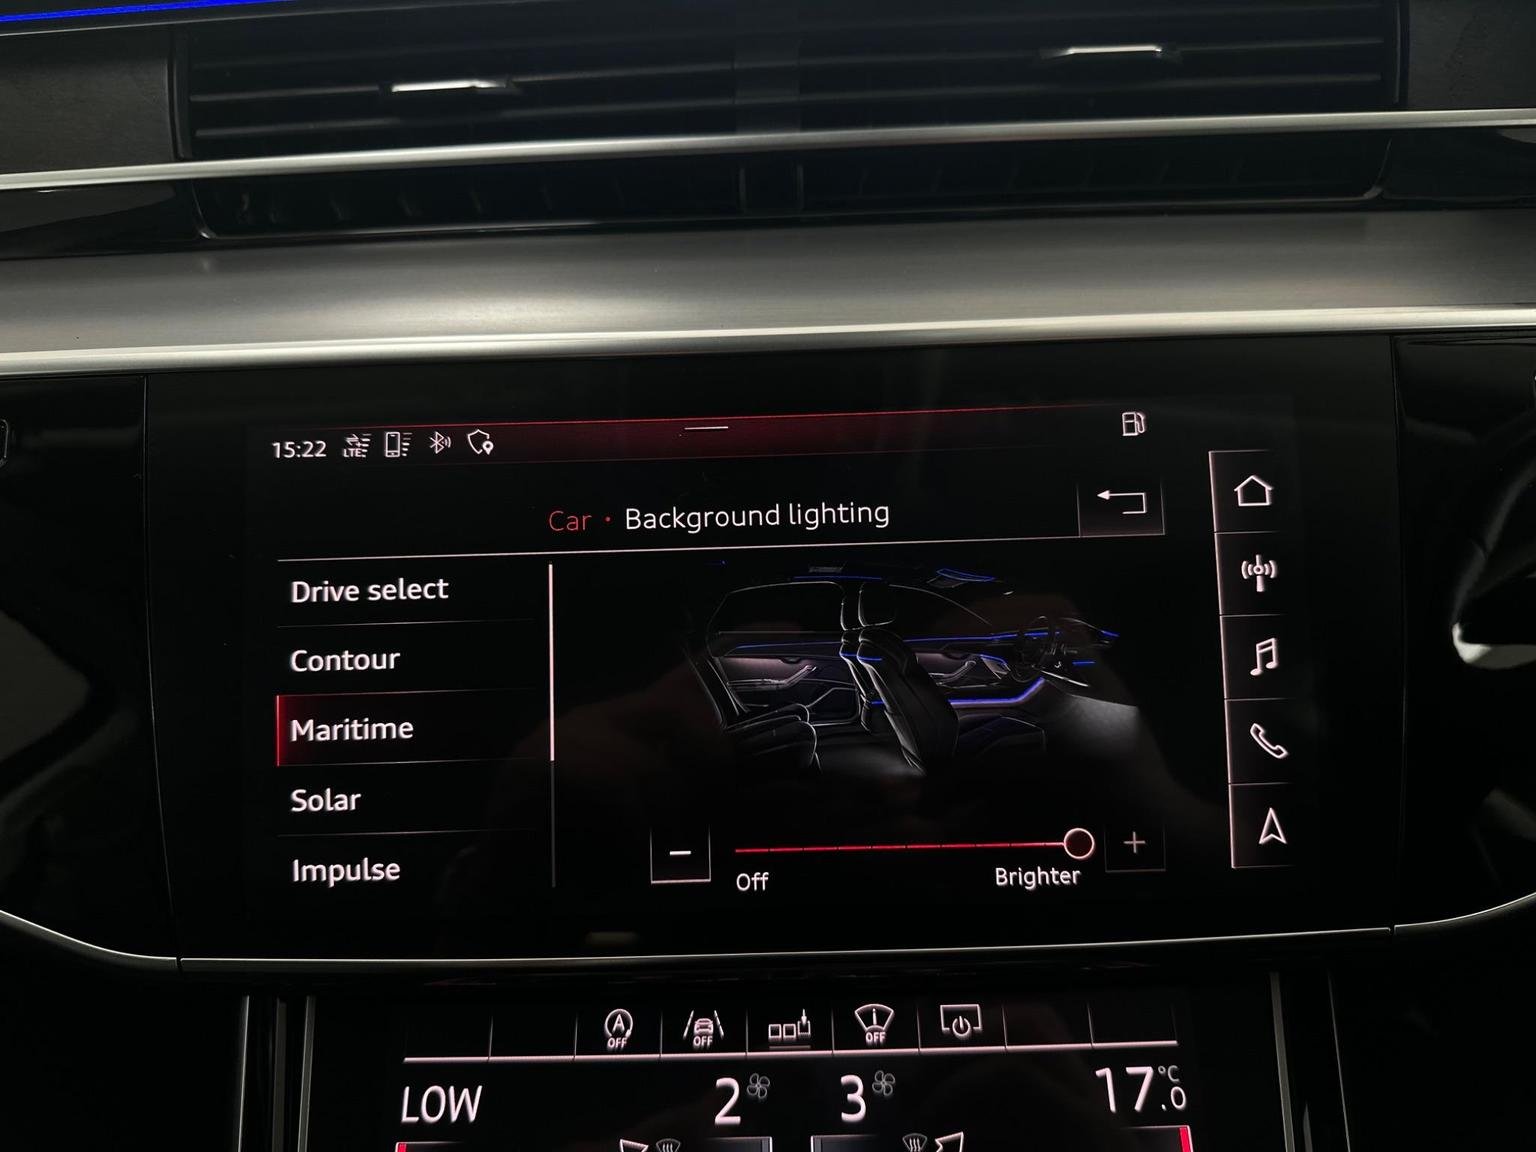 15:22 LTE
Car · Background lighting
Drive select
Contour
Maritime
Solar
Impulse
Off
Brighter
A OFF
OFF
OFF
LOW
2
3
17.0 °C